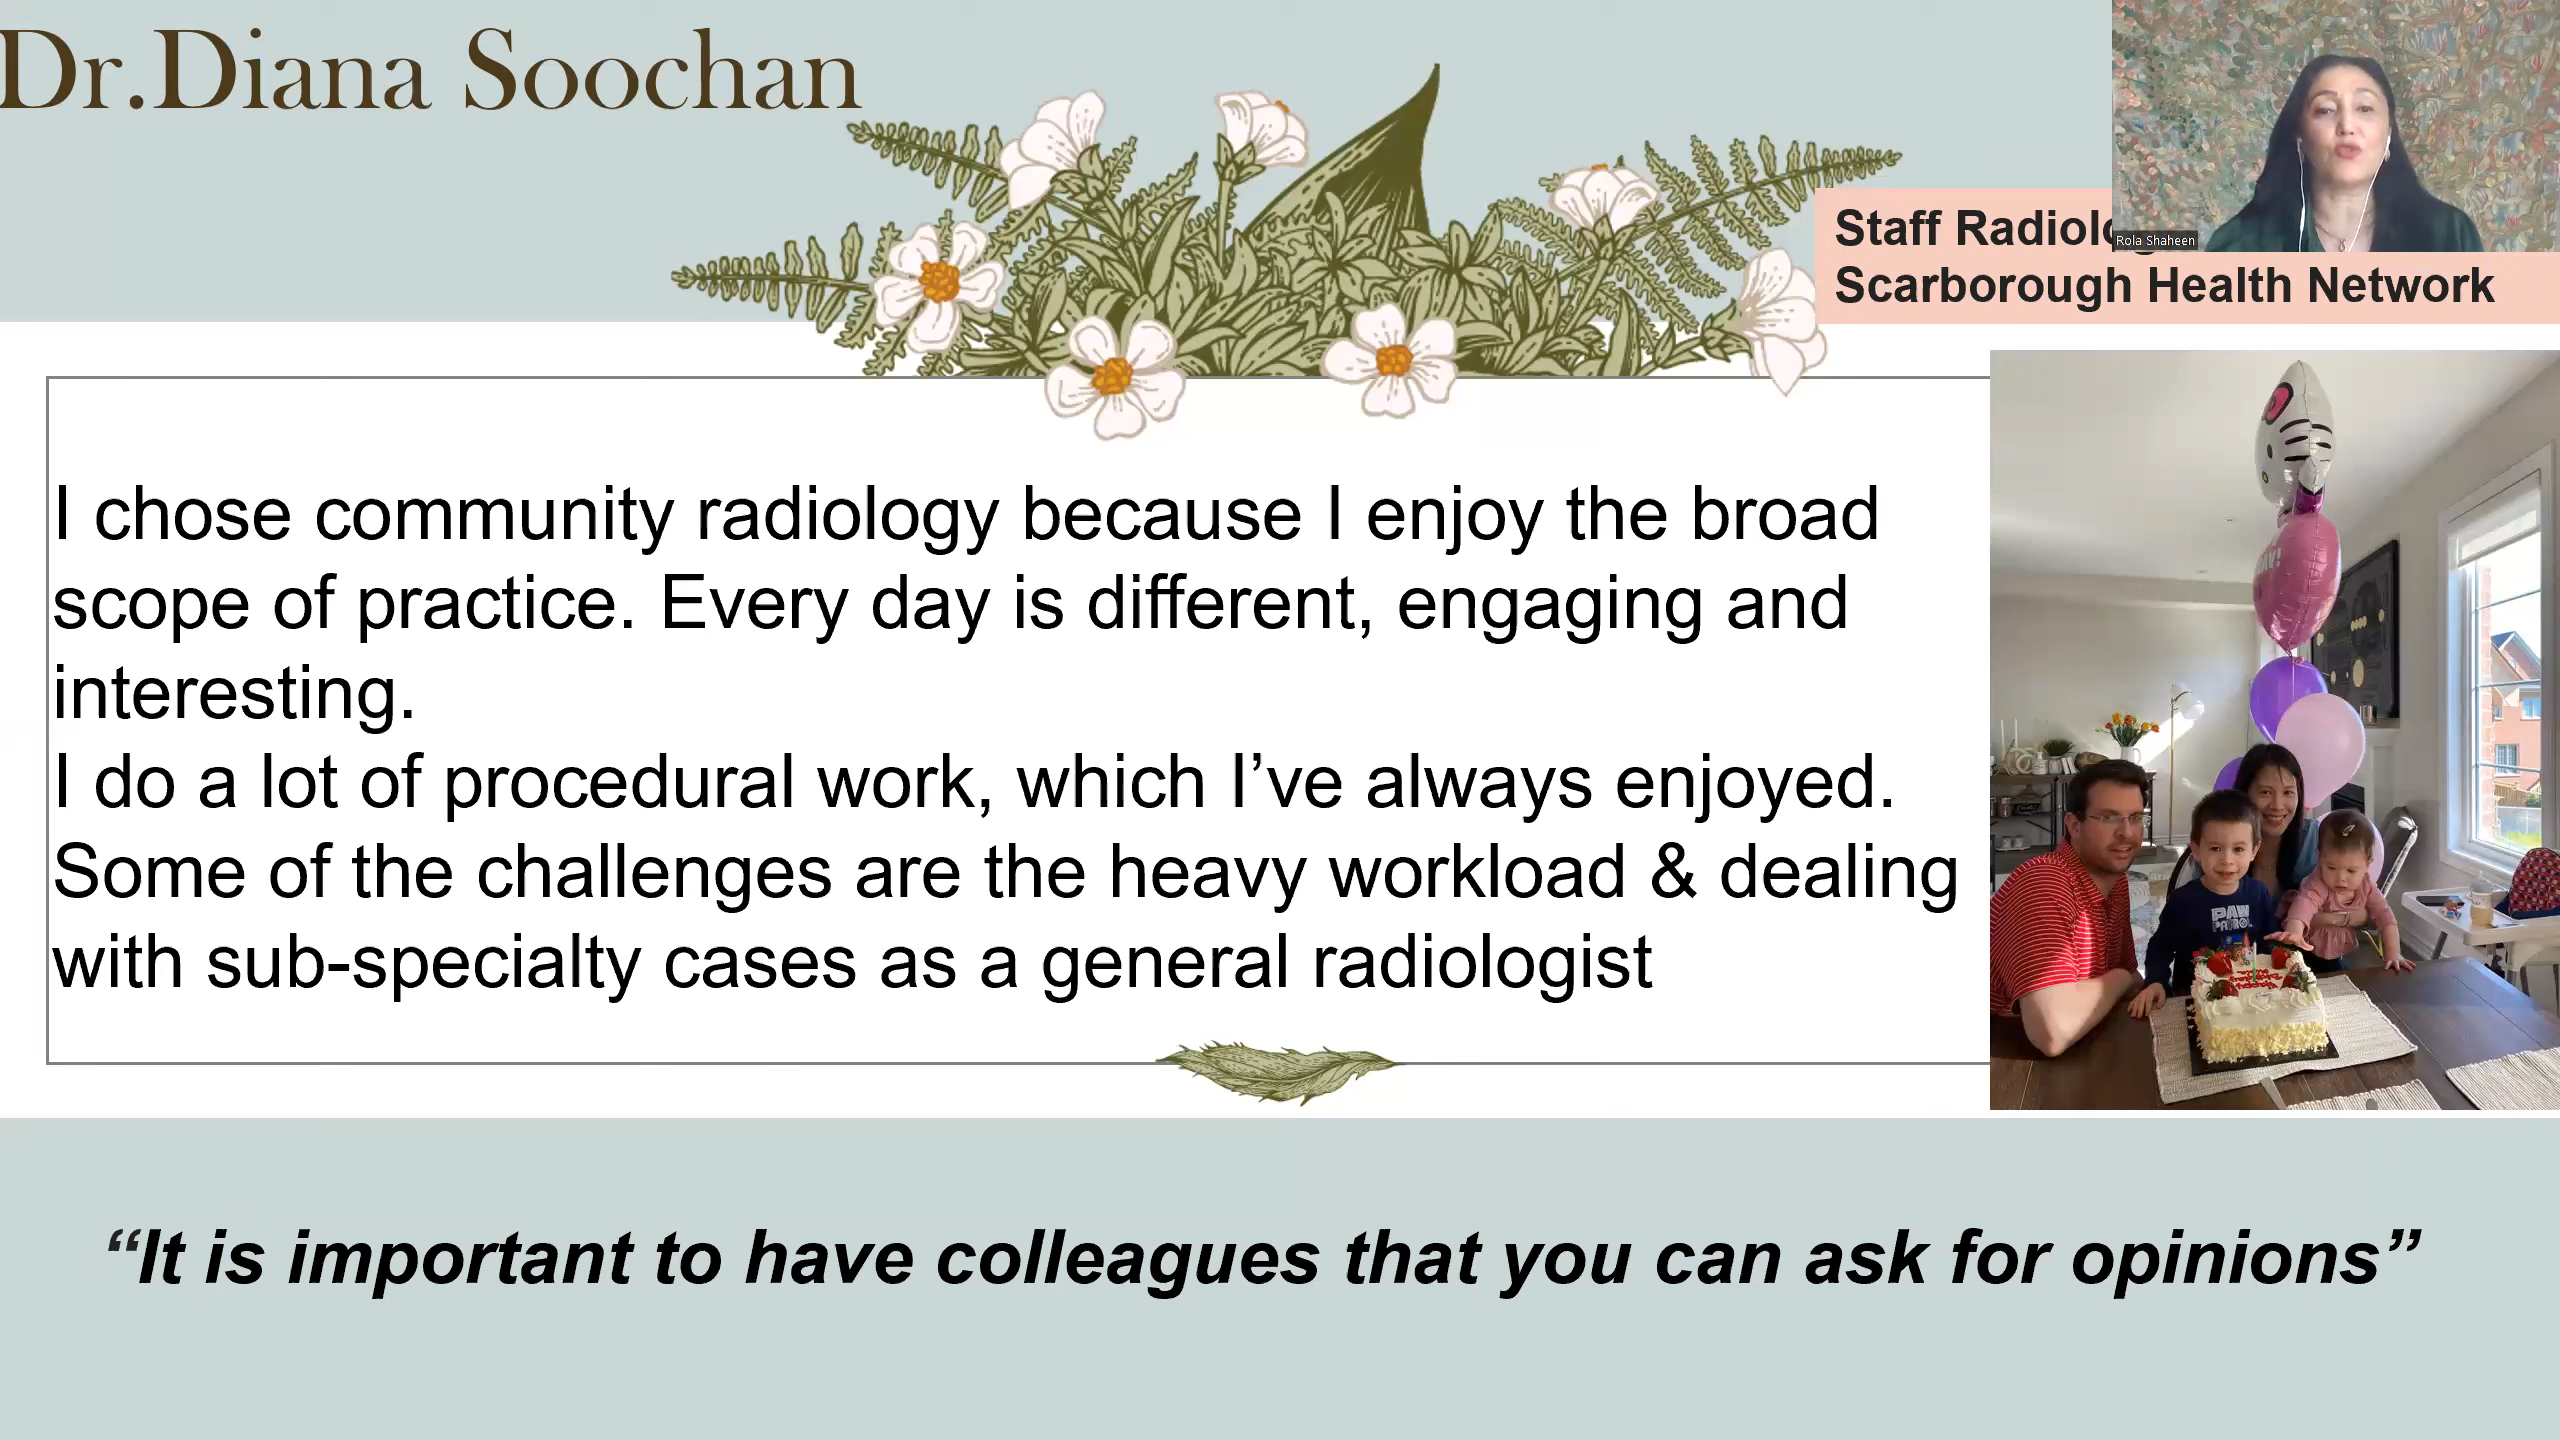 Dr.Diana Soochan
Rola Shaheen
Staff
Scarborough Health Network
I chose community radiology because I enjoy the broad
scope of practice. Every day is different, engaging and
interesting.
I do a lot of procedural work, which I’ve always enjoyed.
Some of the challenges are the heavy workload & dealing
with sub-specialty cases as a general radiologist
PAW
PATROL
“It is important to have colleagues that you can ask for opinions”